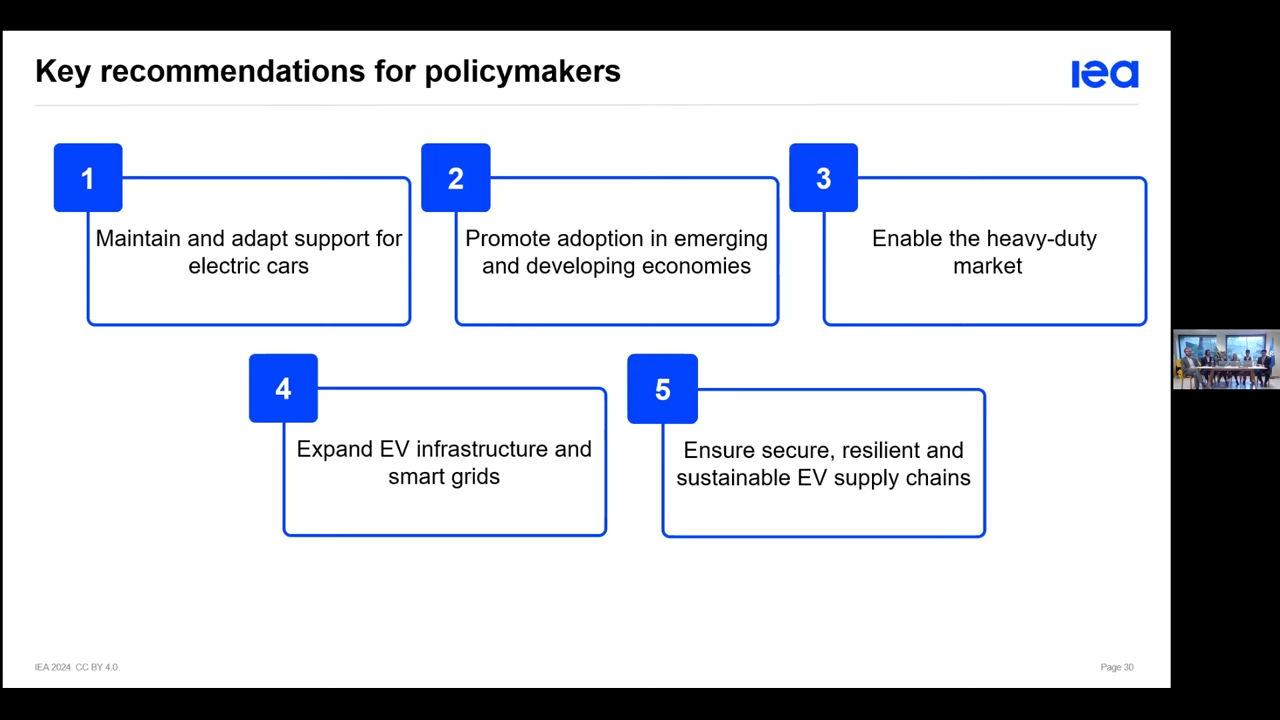 Key recommendations for policymakers
iea
1
Maintain and adapt support for
electric cars
2
Promote adoption in emerging
and developing economies
3
Enable the heavy-duty
market
4
Expand EV infrastructure and
smart grids
5
Ensure secure, resilient and
sustainable EV supply chains
IEA 2024. CC BY 4.0.
Page 30